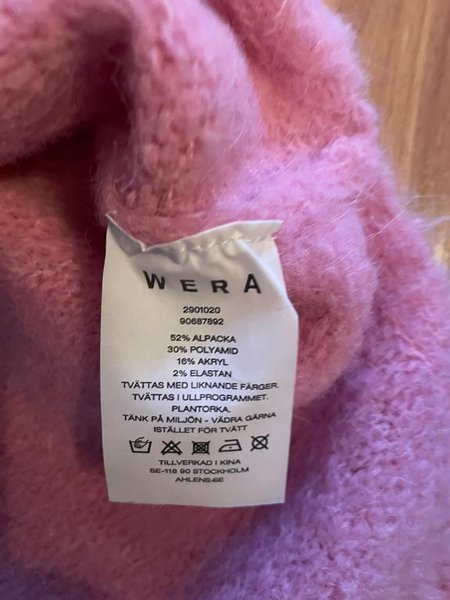 WERA
2901020
90687892
52% ALPACKA
30% POLYAMID
16% AKRYL
2% ELASTAN
TVÄTTAS MED LIKNANDE FÄRGER.
TVÄTTAS I ULLPROGRAMMET.
PLANTORKA.
TÄNK PÅ MILJÖN - VÄDRA GÄRNA
ISTÄLLET FÖR TVÄTT
TILLVERKAD I KINA
SE-118 90 STOCKHOLM
AHLENS.SE